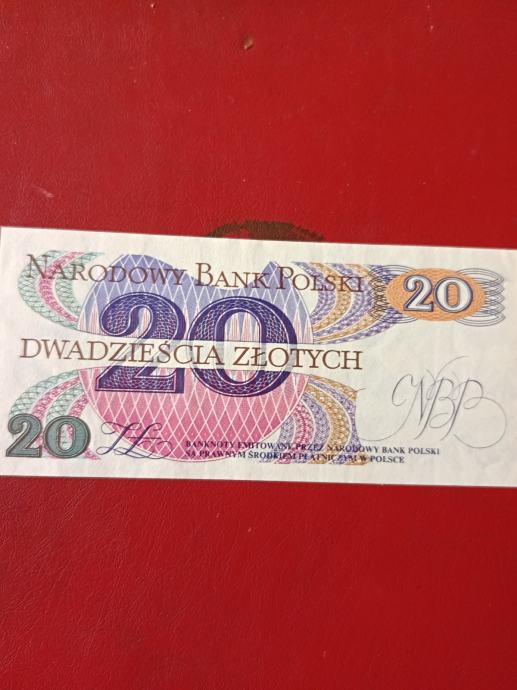 NARODOWY BANK POLSKI
20
20
DWADZIEŚCIA ZŁOTYCH
NBP
20
ZŁ
BANKNOTY EMITOWANE PRZEZ NARODOWY BANK POLSKI
SĄ PRAWNYM ŚRODKIEM PŁATNICZYM W POLSCE